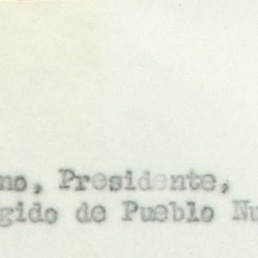 no, Presidente,
gido de Pueblo Nu